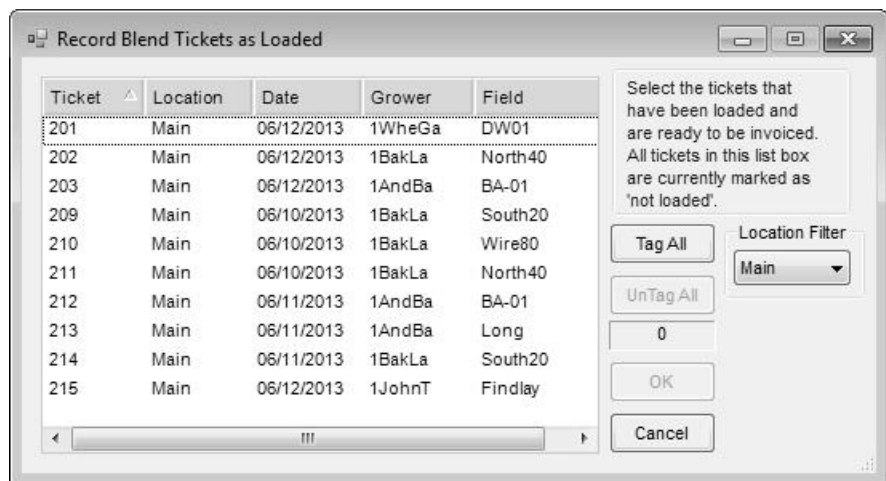 Record Blend Tickets as Loaded
Ticket Location Date Grower Field
201 Main 06/12/2013 1WheGa DW01
202 Main 06/12/2013 1BakLa North40
203 Main 06/12/2013 1AndBa BA-01
209 Main 06/10/2013 1BakLa South20
210 Main 06/10/2013 1BakLa Wire80
211 Main 06/10/2013 1BakLa North40
212 Main 06/11/2013 1AndBa BA-01
213 Main 06/11/2013 1AndBa Long
214 Main 06/11/2013 1BakLa South20
215 Main 06/12/2013 1JohnT Findlay
Select the tickets that
have been loaded and
are ready to be invoiced.
All tickets in this list box
are currently marked as
'not loaded'.
Tag All
Location Filter
Main
UnTag All
0
OK
Cancel